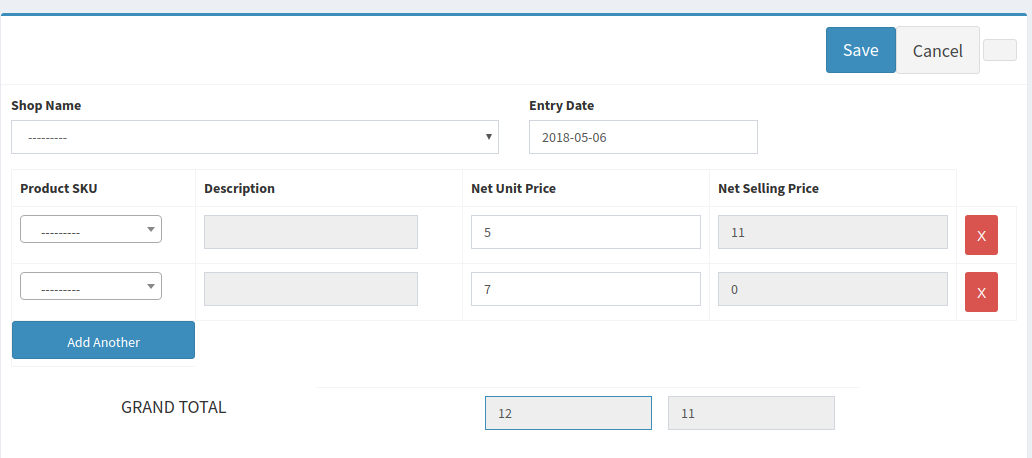 Save Cancel
Shop Name Entry Date
--------- 2018-05-06
Product SKU Description Net Unit Price Net Selling Price
--------- 5 11 X
--------- 7 0 X
Add Another
GRAND TOTAL 12 11